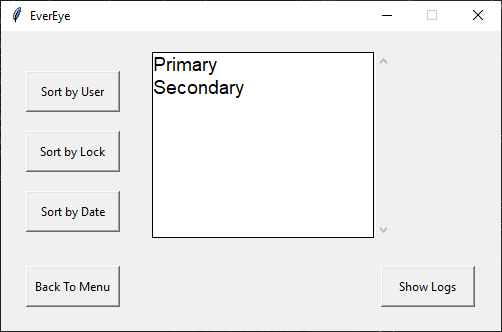 EverEye
Sort by User
Sort by Lock
Sort by Date
Back To Menu
Primary
Secondary
Show Logs